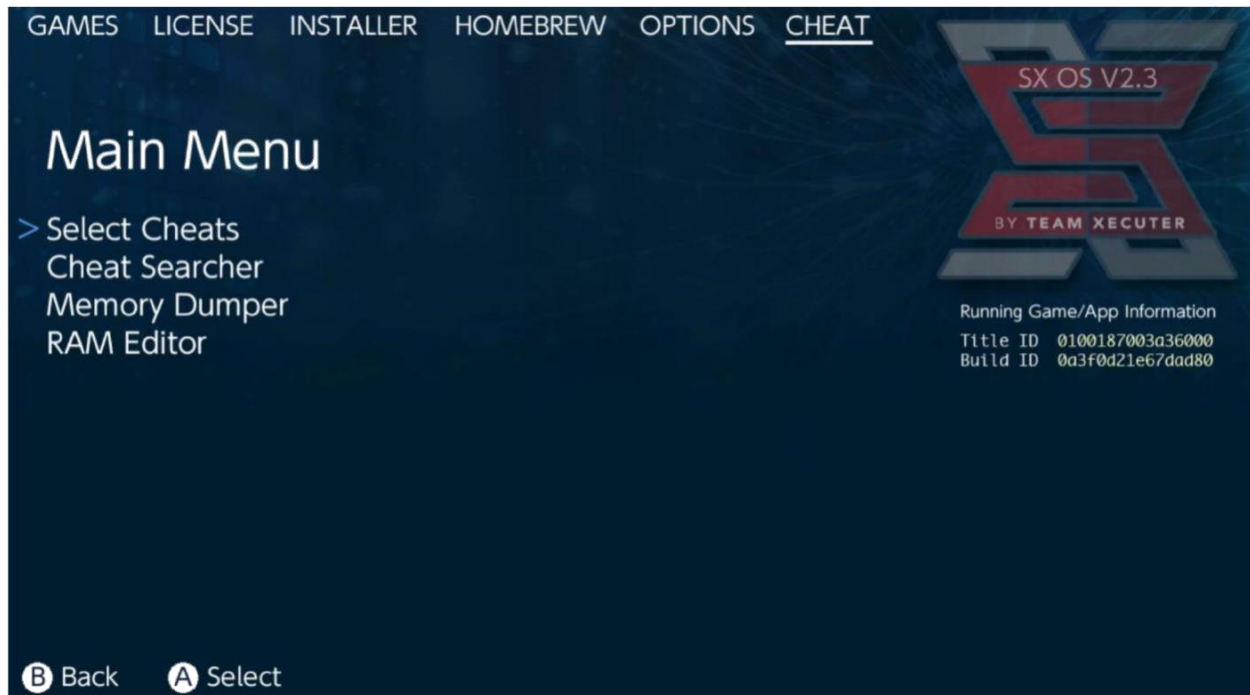 GAMES LICENSE INSTALLER HOMEBREW OPTIONS CHEAT
SX OS V2.3
BY TEAM XECUTER
Main Menu
> Select Cheats
Cheat Searcher
Memory Dumper
RAM Editor
Running Game/App Information
Title ID 0100187003a36000
Build ID 0a3f0d21e67dad80
B Back A Select